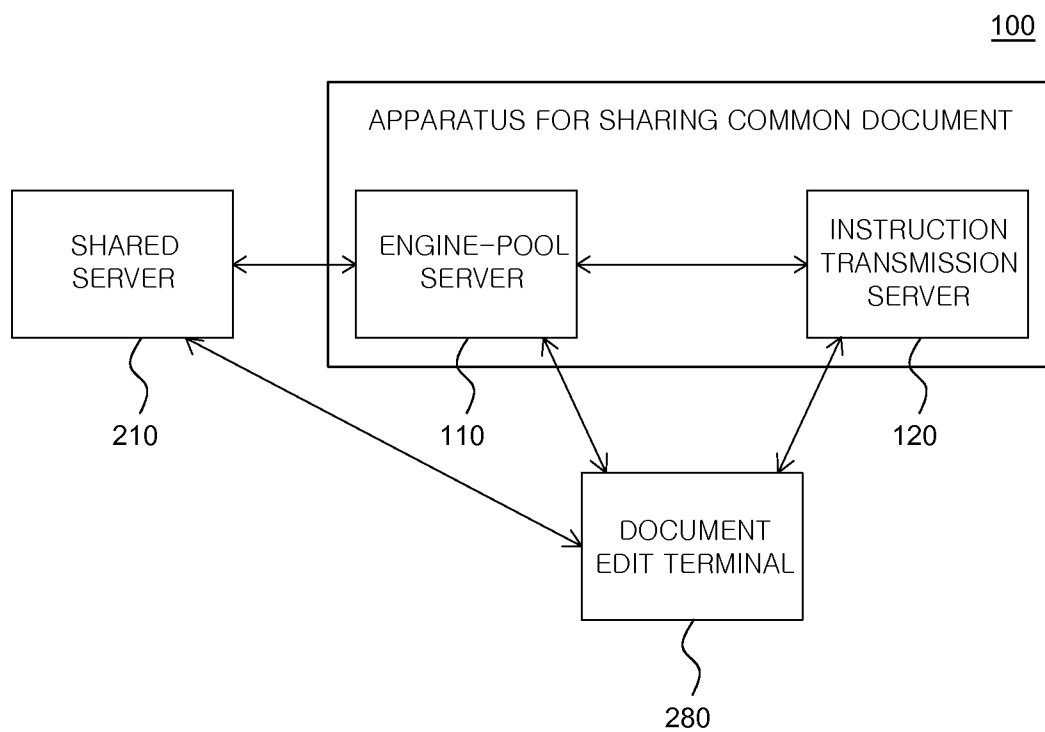 100
APPARATUS FOR SHARING COMMON DOCUMENT
SHARED
SERVER
ENGINE-POOL
SERVER
INSTRUCTION
TRANSMISSION
SERVER
210
110
120
DOCUMENT
EDIT TERMINAL
280